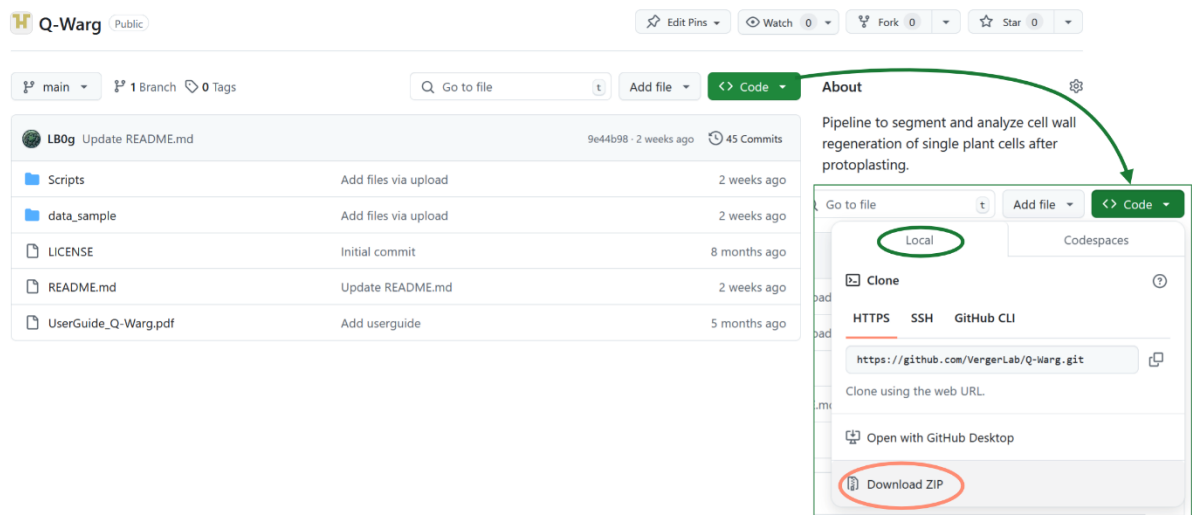 Q-Warg Public
Edit Pins Watch 0 Fork 0 Star 0
main 1 Branch 0 Tags Go to file t Add file <> Code
About
LB0g Update README.md 9e44b98 · 2 weeks ago 45 Commits
Pipeline to segment and analyze cell wall
regeneration of single plant cells after
protoplasting.
Scripts Add files via upload 2 weeks ago
data_sample Add files via upload 2 weeks ago
LICENSE Initial commit 8 months ago
README.md Update README.md 2 weeks ago
UserGuide_Q-Warg.pdf Add userguide 5 months ago
Go to file t Add file <> Code
Local Codespaces
Clone
HTTPS SSH GitHub CLI
https://github.com/VergerLab/Q-Warg.git
Clone using the web URL.
Open with GitHub Desktop
Download ZIP